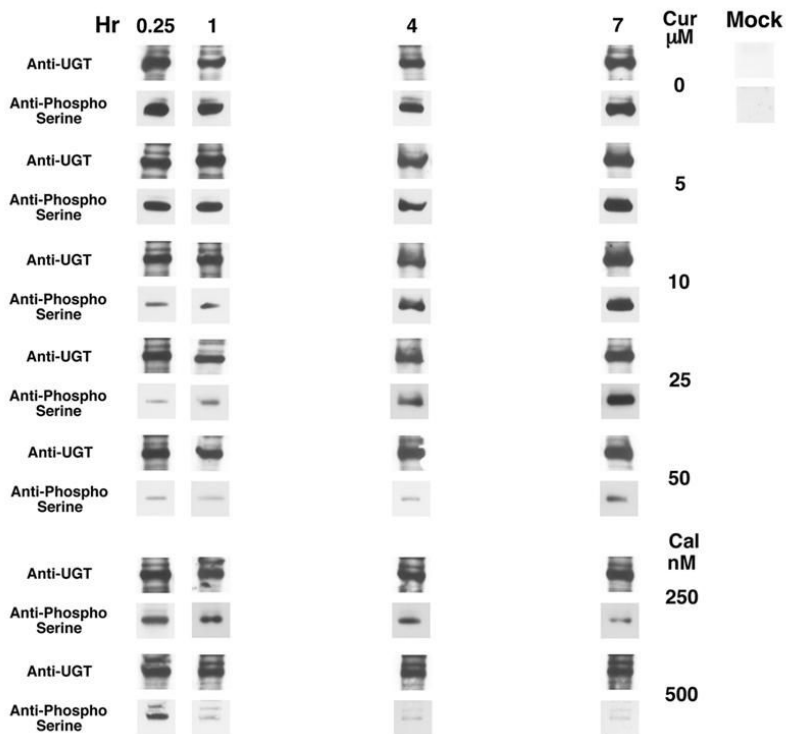 Hr 0.25 1 4 7 Cur Mock
µM
Anti-UGT
0
Anti-Phospho
Serine
Anti-UGT
5
Anti-Phospho
Serine
Anti-UGT
10
Anti-Phospho
Serine
Anti-UGT
25
Anti-Phospho
Serine
Anti-UGT
50
Anti-Phospho
Serine
Cal
nM
Anti-UGT
250
Anti-Phospho
Serine
Anti-UGT
500
Anti-Phospho
Serine